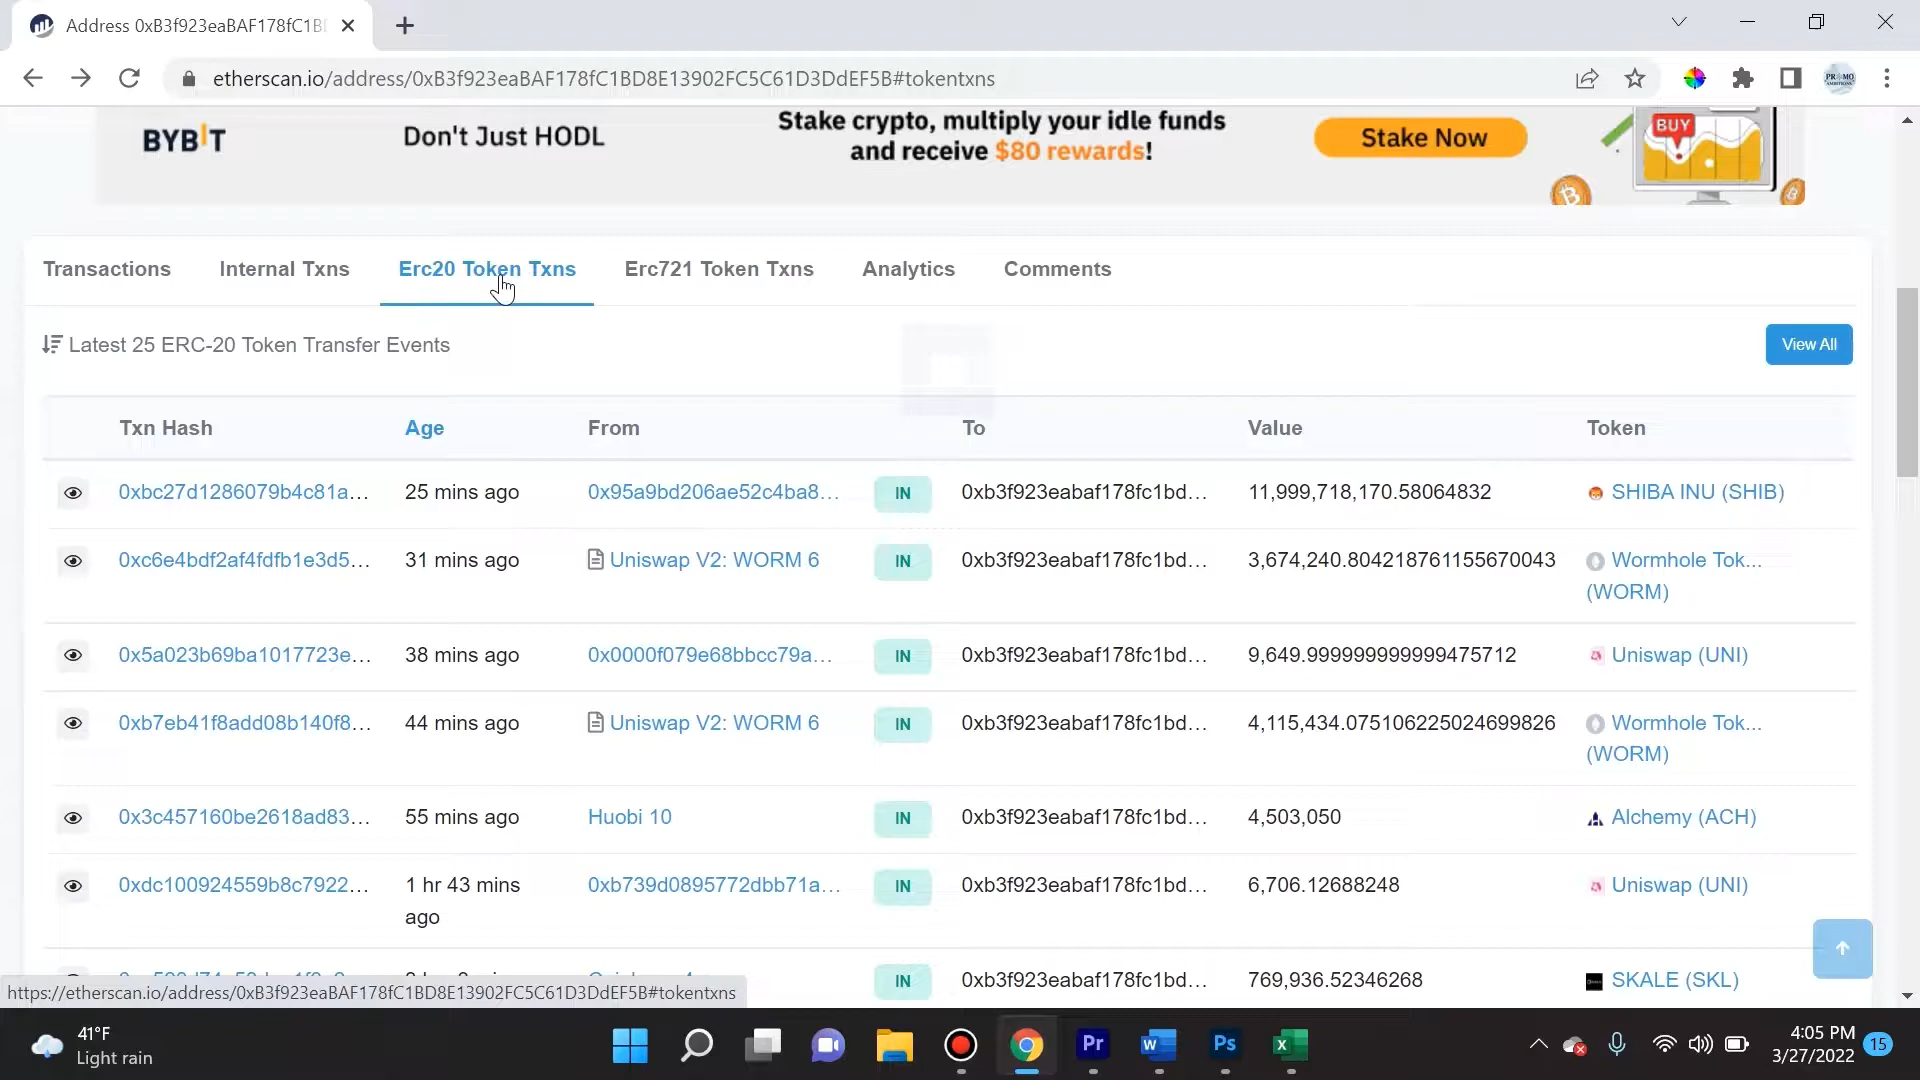 Address 0xB3f923eaBAF178fC1B
etherscan.io/address/0xB3f923eaBAF178fC1BD8E13902FC5C61D3DdEF5B#tokentxns
BYBIT
Don't Just HODL
Stake crypto, multiply your idle funds
and receive $80 rewards!
Stake Now
BUY
Transactions Internal Txns Erc20 Token Txns Erc721 Token Txns Analytics Comments
Latest 25 ERC-20 Token Transfer Events
View All
Txn Hash Age From To Value Token
0xbc27d1286079b4c81a... 25 mins ago 0x95a9bd206ae52c4ba8... IN 0xb3f923eabaf178fc1bd... 11,999,718,170.58064832 SHIBA INU (SHIB)
0xc6e4bdf2af4fdfb1e3d5... 31 mins ago Uniswap V2: WORM 6 IN 0xb3f923eabaf178fc1bd... 3,674,240.804218761155670043 Wormhole Tok...
(WORM)
0x5a023b69ba1017723e... 38 mins ago 0x0000f079e68bbcc79a... IN 0xb3f923eabaf178fc1bd... 9,649.999999999999475712 Uniswap (UNI)
0xb7eb41f8add08b140f8... 44 mins ago Uniswap V2: WORM 6 IN 0xb3f923eabaf178fc1bd... 4,115,434.075106225024699826 Wormhole Tok...
(WORM)
0x3c457160be2618ad83... 55 mins ago Huobi 10 IN 0xb3f923eabaf178fc1bd... 4,503,050 Alchemy (ACH)
0xdc100924559b8c7922... 1 hr 43 mins 0xb739d0895772dbb71a... IN 0xb3f923eabaf178fc1bd... 6,706.12688248 Uniswap (UNI)
ago
IN 0xb3f923eabaf178fc1bd... 769,936.52346268 SKALE (SKL)
https://etherscan.io/address/0xB3f923eaBAF178fC1BD8E13902FC5C61D3DdEF5B#tokentxns
41°F
Light rain
Pr
W
Ps
X
4:05 PM
3/27/2022
15